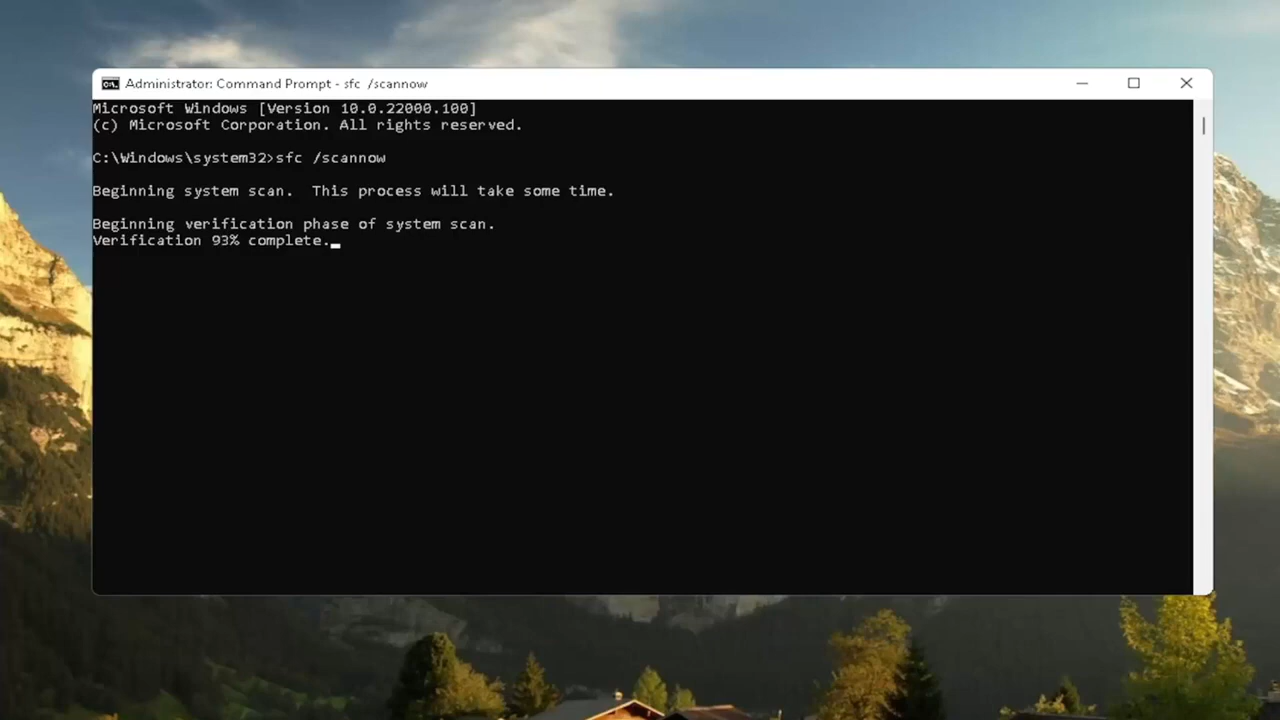 Administrator: Command Prompt - sfc  /scannow
Microsoft Windows [Version 10.0.22000.100]
(c) Microsoft Corporation. All rights reserved.
C:\Windows\system32>sfc /scannow
Beginning system scan.  This process will take some time.
Beginning verification phase of system scan.
Verification 93% complete.